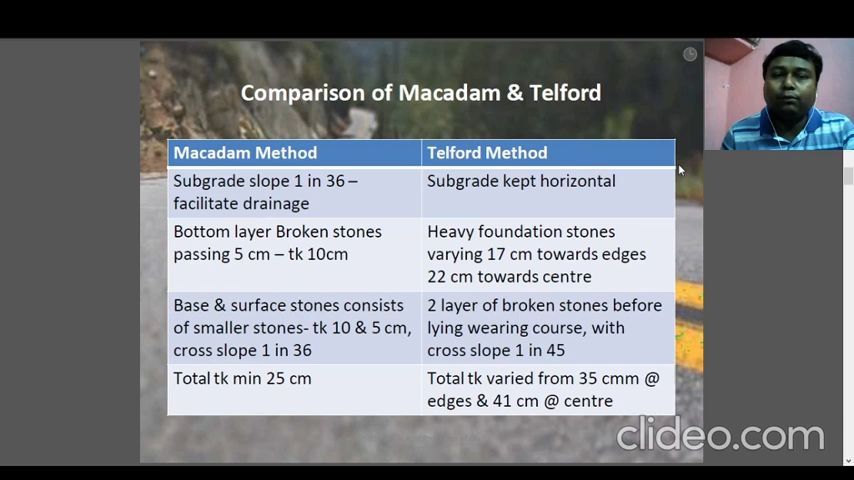 Comparison of Macadam & Telford
Macadam Method
Telford Method
Subgrade slope 1 in 36 –
facilitate drainage
Subgrade kept horizontal
Bottom layer Broken stones
passing 5 cm – tk 10cm
Heavy foundation stones
varying 17 cm towards edges
22 cm towards centre
Base & surface stones consists
of smaller stones- tk 10 & 5 cm,
cross slope 1 in 36
2 layer of broken stones before
lying wearing course, with
cross slope 1 in 45
Total tk min 25 cm
Total tk varied from 35 cmm @
edges & 41 cm @ centre
clideo.com